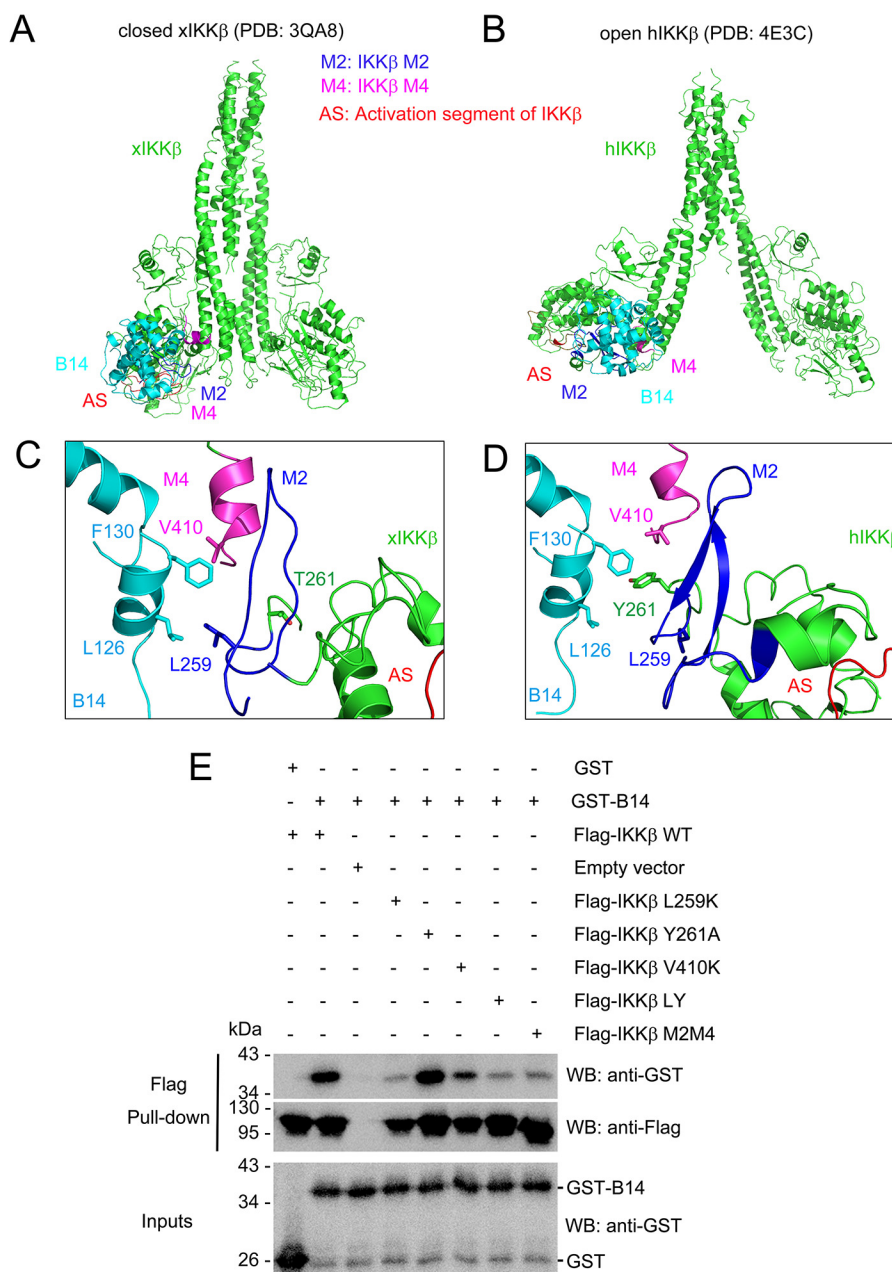 A
closed xIKKβ (PDB: 3QA8)
B
open hIKKβ (PDB: 4E3C)
M2: IKKβ M2
M4: IKKβ M4
AS: Activation segment of IKKβ
xIKKβ
hIKKβ
B14
AS
M2
M4
AS
M2
M4
B14
C
M4
M2
F130
V410
xIKKβ
T261
L126
L259
AS
B14
D
M4
M2
V410
F130
hIKKβ
Y261
L126
L259
AS
B14
E
+ - - - - - - - GST
- + + + + + + + GST-B14
+ + - - - - - - Flag-IKKβ WT
- - + - - - - - Empty vector
- - - + - - - - Flag-IKKβ L259K
- - - - + - - - Flag-IKKβ Y261A
- - - - - + - - Flag-IKKβ V410K
- - - - - - + - Flag-IKKβ LY
- - - - - - - + Flag-IKKβ M2M4
kDa
43 -
WB: anti-GST
34 -
Flag
Pull-down
130 -
95 -
WB: anti-Flag
43 -
GST-B14
34 -
Inputs
WB: anti-GST
26 -
GST